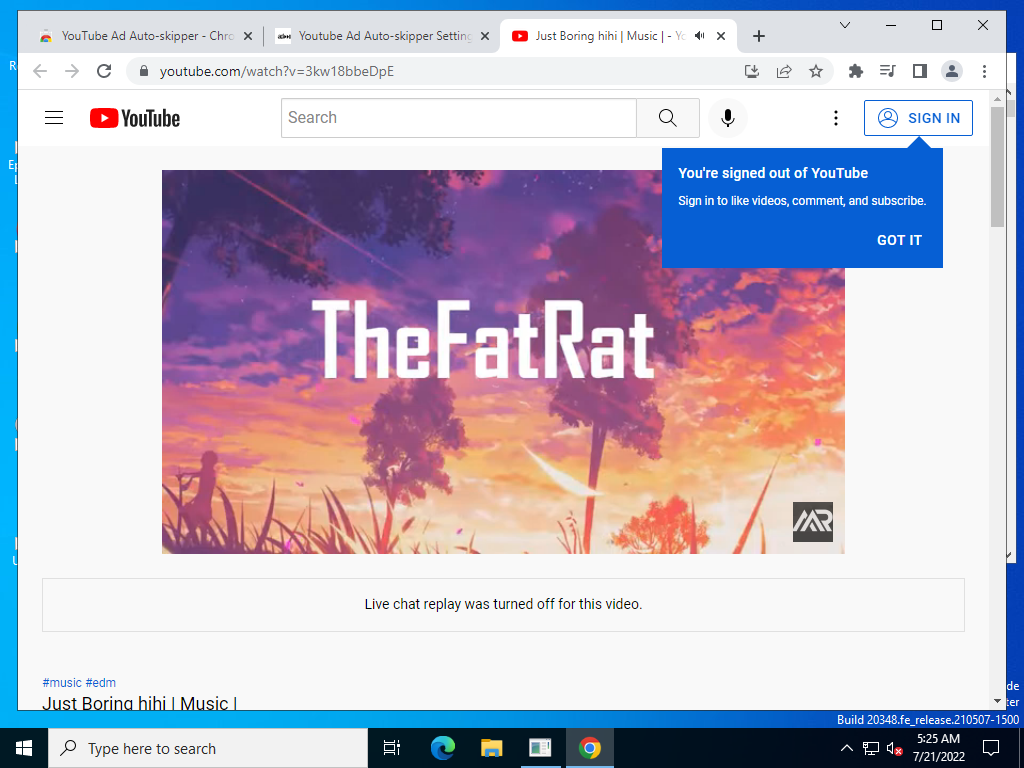 YouTube Ad Auto-skipper - Chro
Youtube Ad Auto-skipper Setting
Just Boring hihi | Music | - Yo
youtube.com/watch?v=3kw18bbeDpE
YouTube
Search
SIGN IN
You're signed out of YouTube
Sign in to like videos, comment, and subscribe.
GOT IT
TheFatRat
MR
Live chat replay was turned off for this video.
#music #edm
Just Boring hihi | Music |
Build 20348.fe_release.210507-1500
Type here to search
5:25 AM
7/21/2022